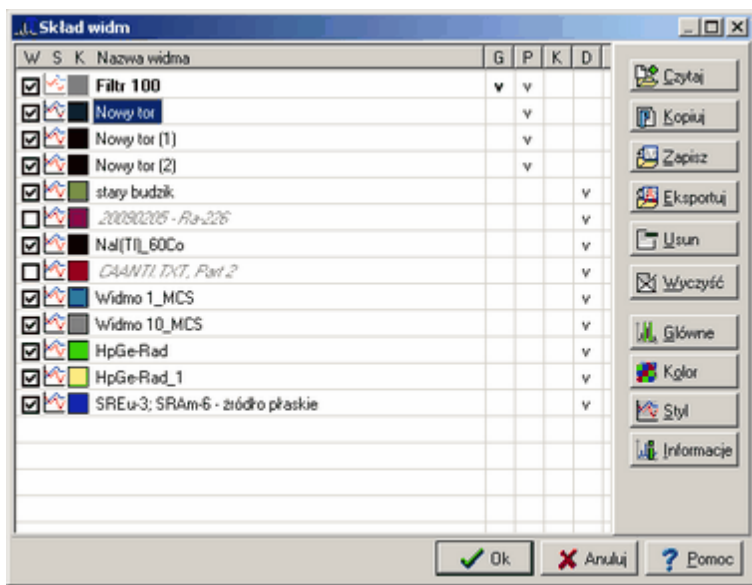 Skład widm
W S K Nazwa widma G P K D
Filtr 100 v v
Nowy tor v
Nowy tor (1) v
Nowy tor (2) v
stary budzik v
20090205 - Ra-226 v
NaI(Tl)_60Co v
CAANTI.TXT, Part 2 v
Widmo 1_MCS v
Widmo 10_MCS v
HpGe-Rad v
HpGe-Rad_1 v
SREu-3; SRAm-6 - źródło płaskie v
Czytaj
Kopiuj
Zapisz
Eksportuj
Usun
Wyczyść
Główne
Kolor
Styl
Informacje
Ok Anuluj Pomoc